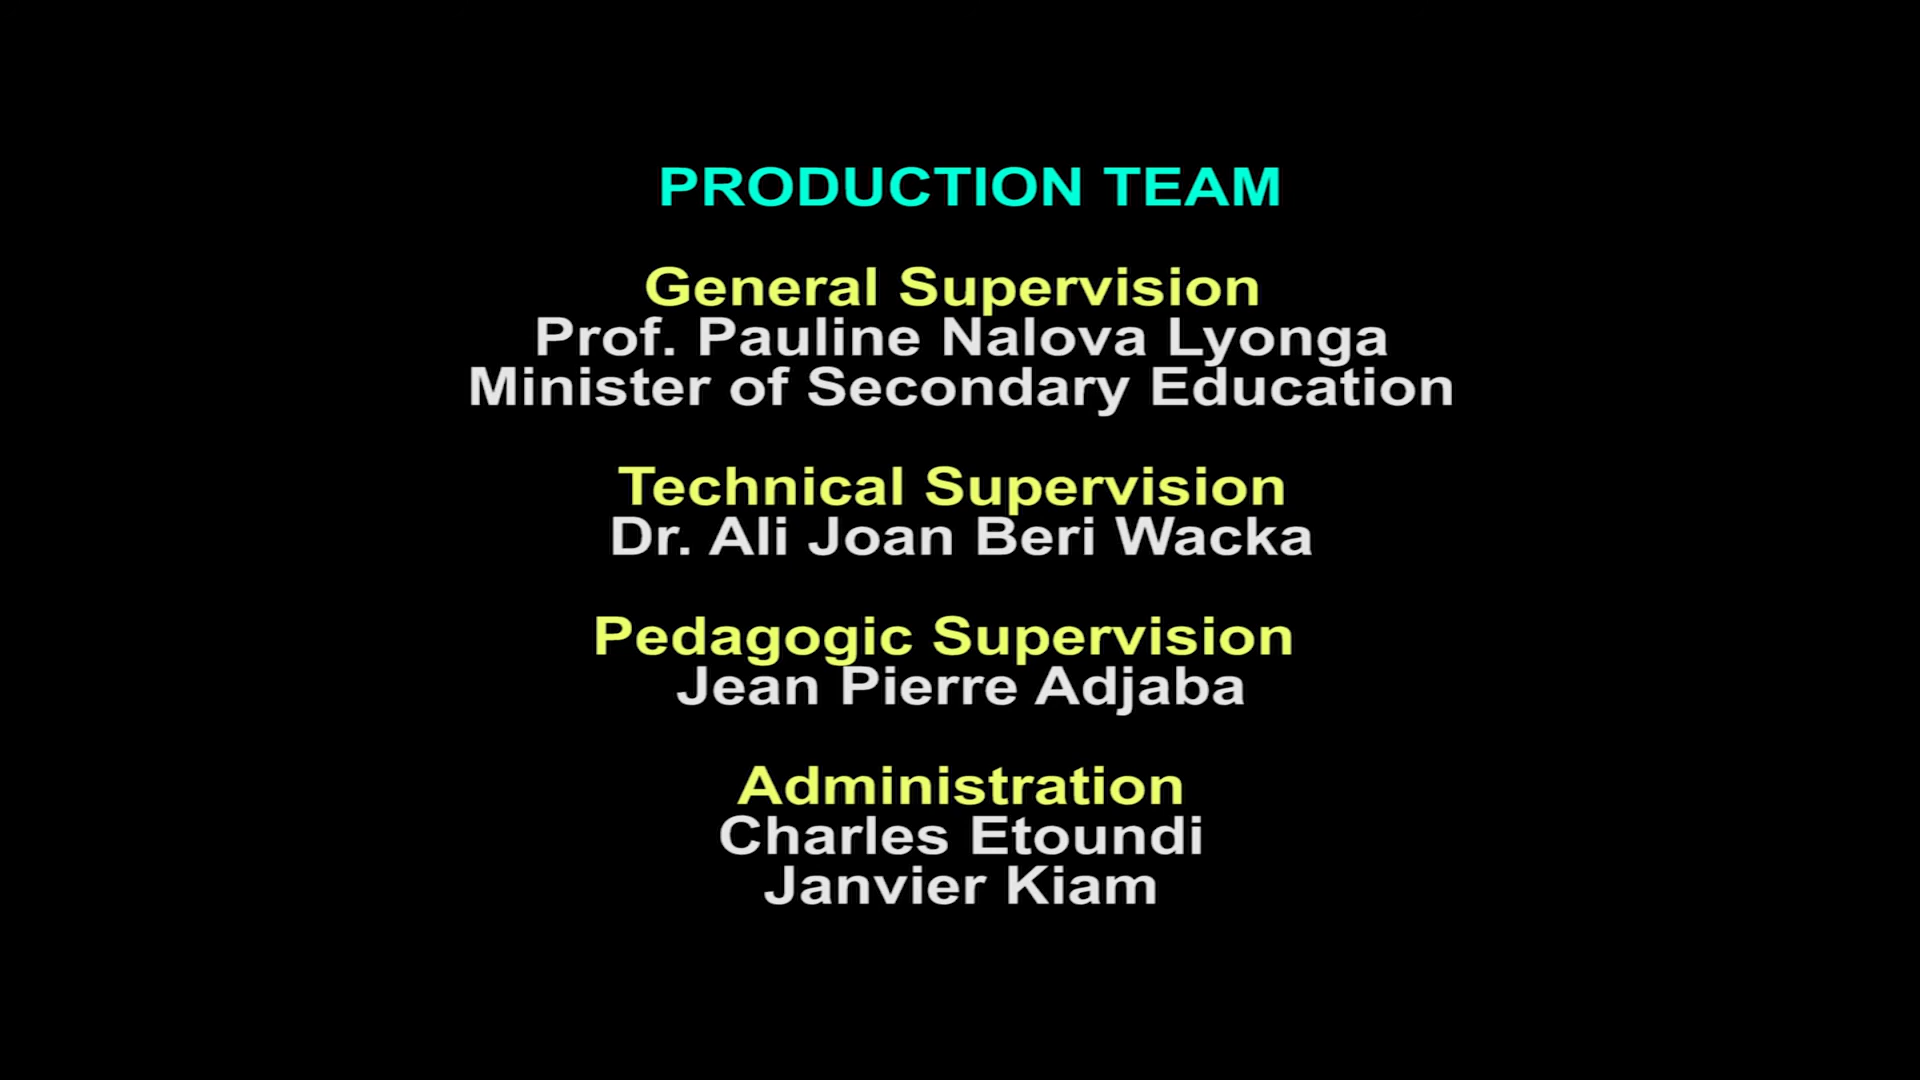 PRODUCTION TEAM
General Supervision
Prof. Pauline Nalova Lyonga
Minister of Secondary Education
Technical Supervision
Dr. Ali Joan Beri Wacka
Pedagogic Supervision
Jean Pierre Adjaba
Administration
Charles Etoundi
Janvier Kiam